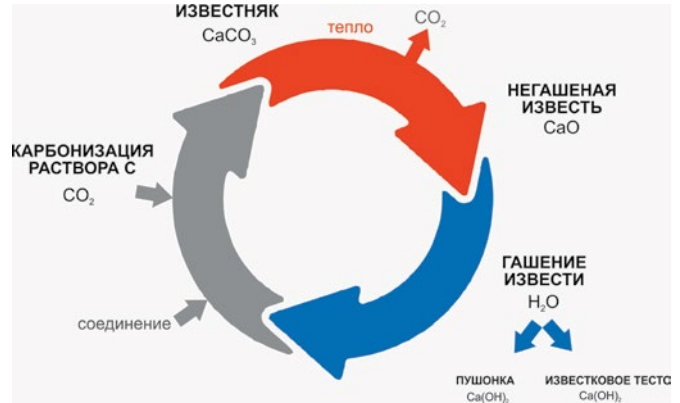 ИЗВЕСТНЯК
CaCO₃
тепло
CO₂
НЕГАШЕНАЯ
ИЗВЕСТЬ
CaO
КАРБОНИЗАЦИЯ
РАСТВОРА С
CO₂
ГАШЕНИЕ
ИЗВЕСТИ
H₂O
соединение
ПУШОНКА
Ca(OH)₂
ИЗВЕСТКОВОЕ ТЕСТО
Ca(OH)₂